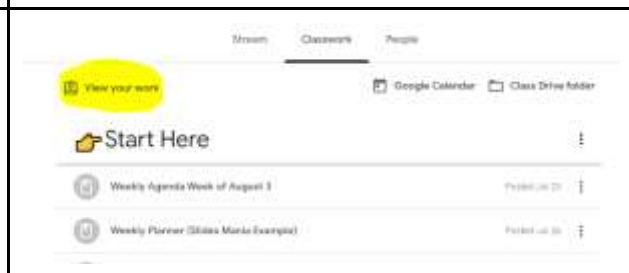 Stream Classwork People
View your work Google Calendar Class Drive folder
👉Start Here
Weekly Agenda Week of August 3
Weekly Planner (Slides Mania Example)